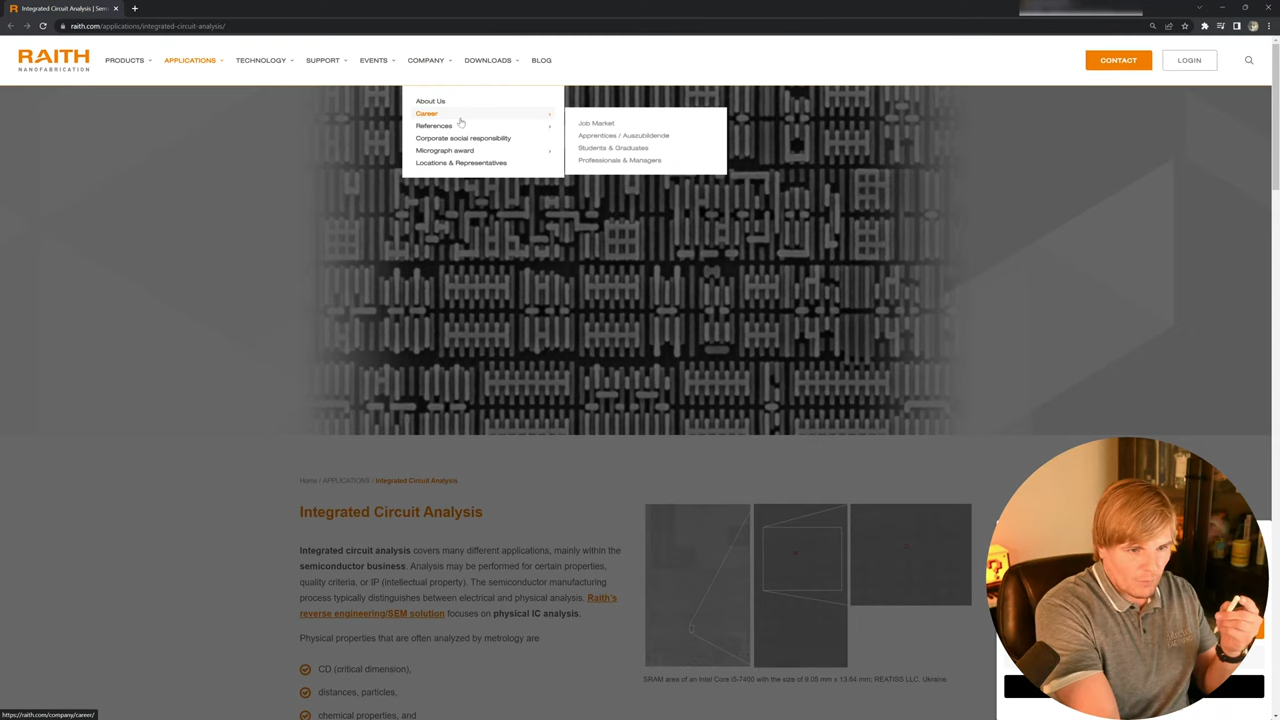 Integrated Circuit Analysis | Sem
raith.com/applications/integrated-circuit-analysis/
RAITH
NANOFABRICATION
PRODUCTS
APPLICATIONS
TECHNOLOGY
SUPPORT
EVENTS
COMPANY
DOWNLOADS
BLOG
CONTACT
LOGIN
About Us
Career
References
Corporate social responsibility
Micrograph award
Locations & Representatives
Job Market
Apprentices / Auszubildende
Students & Graduates
Professionals & Managers
Home / APPLICATIONS / Integrated Circuit Analysis
Integrated Circuit Analysis
Integrated circuit analysis covers many different applications, mainly within the
semiconductor business. Analysis may be performed for certain properties,
quality criteria, or IP (intellectual property). The semiconductor manufacturing
process typically distinguishes between electrical and physical analysis. Raith's
reverse engineering/SEM solution focuses on physical IC analysis.
Physical properties that are often analyzed by metrology are
CD (critical dimension),
distances, particles,
chemical properties, and
SRAM area of an Intel Core i5-7400 with the size of 9.05 mm x 13.64 mm; REATISS LLC, Ukraine
https://raith.com/company/career/